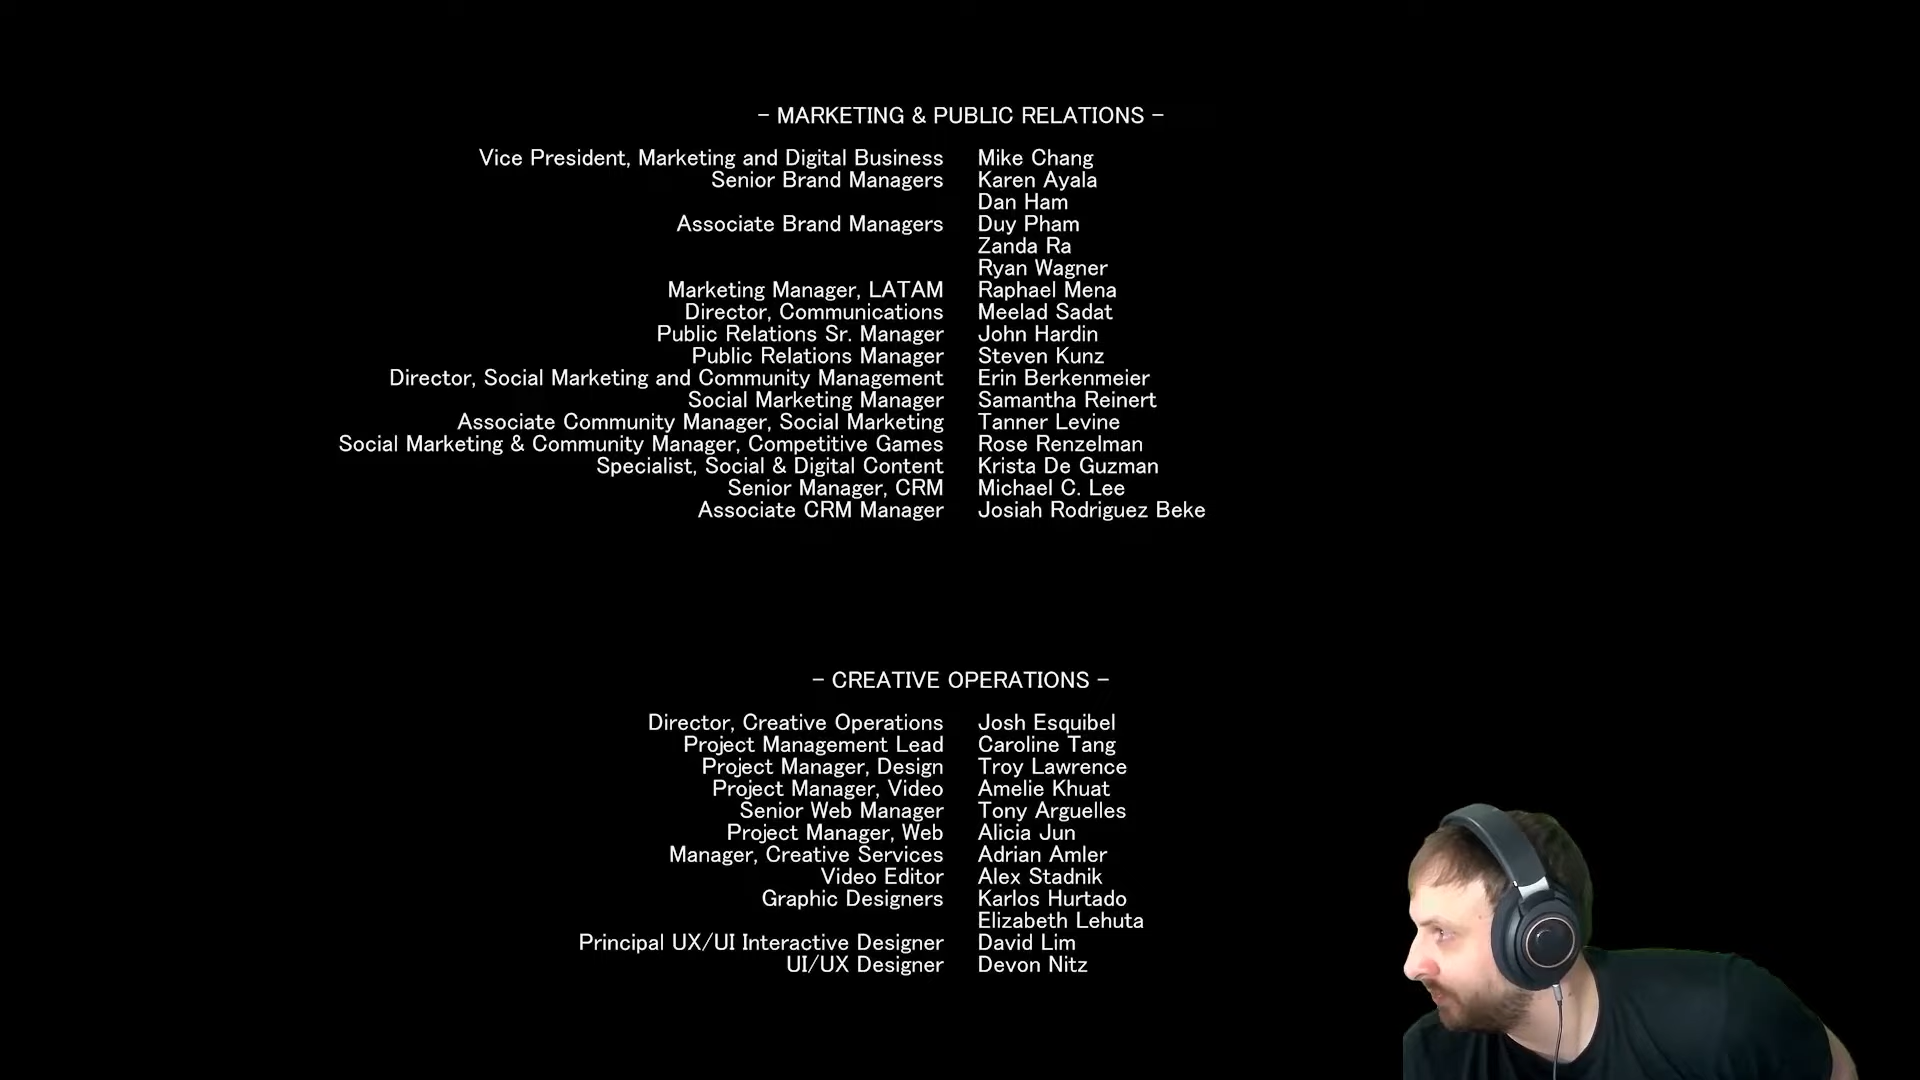 - MARKETING & PUBLIC RELATIONS -
Vice President, Marketing and Digital Business Mike Chang
Senior Brand Managers Karen Ayala
Dan Ham
Associate Brand Managers Duy Pham
Zanda Ra
Ryan Wagner
Marketing Manager, LATAM Raphael Mena
Director, Communications Meelad Sadat
Public Relations Sr. Manager John Hardin
Public Relations Manager Steven Kunz
Director, Social Marketing and Community Management Erin Berkenmeier
Social Marketing Manager Samantha Reinert
Associate Community Manager, Social Marketing Tanner Levine
Social Marketing & Community Manager, Competitive Games Rose Renzelman
Specialist, Social & Digital Content Krista De Guzman
Senior Manager, CRM Michael C. Lee
Associate CRM Manager Josiah Rodriguez Beke
- CREATIVE OPERATIONS -
Director, Creative Operations Josh Esquibel
Project Management Lead Caroline Tang
Project Manager, Design Troy Lawrence
Project Manager, Video Amelie Khuat
Senior Web Manager Tony Arguelles
Project Manager, Web Alicia Jun
Manager, Creative Services Adrian Amler
Video Editor Alex Stadnik
Graphic Designers Karlos Hurtado
Elizabeth Lehuta
Principal UX/UI Interactive Designer David Lim
UI/UX Designer Devon Nitz